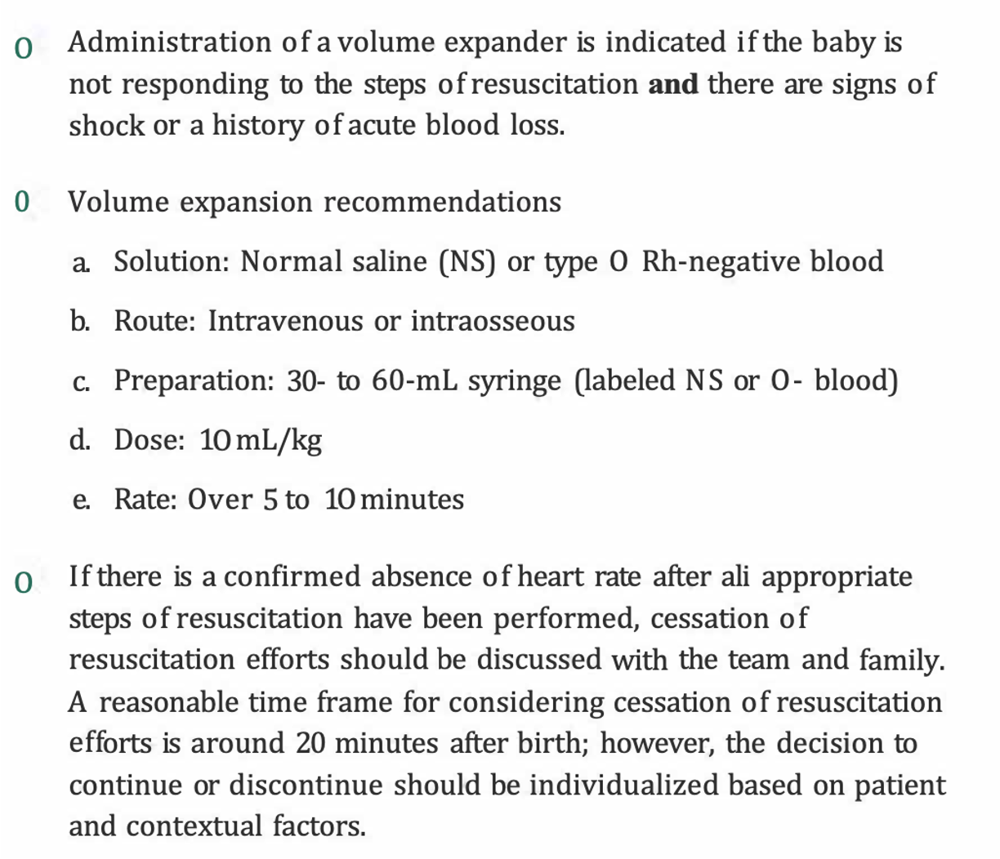 O Administration of a volume expander is indicated if the baby is
not responding to the steps of resuscitation and there are signs of
shock or a history of acute blood loss.
0 Volume expansion recommendations
a. Solution: Normal saline (NS) or type O Rh-negative blood
b. Route: Intravenous or intraosseous
c. Preparation: 30- to 60-mL syringe (labeled NS or O- blood)
d. Dose: 10 mL/kg
e. Rate: Over 5 to 10 minutes
O If there is a confirmed absence of heart rate after ali appropriate
steps of resuscitation have been performed, cessation of
resuscitation efforts should be discussed with the team and family.
A reasonable time frame for considering cessation of resuscitation
efforts is around 20 minutes after birth; however, the decision to
continue or discontinue should be individualized based on patient
and contextual factors.